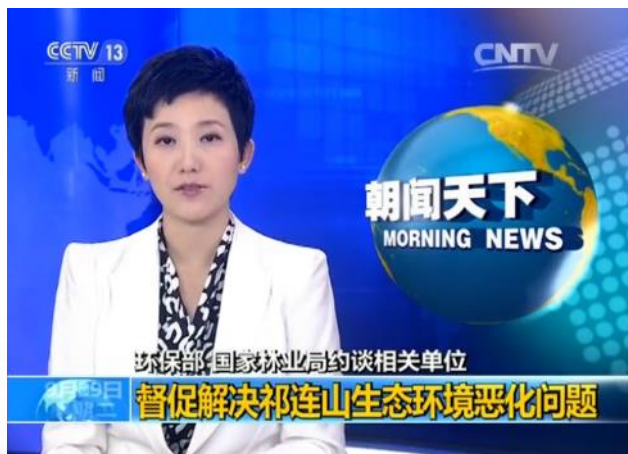 CCTV 13
新闻
CNTV
朝闻天下
MORNING NEWS
环保部 国家林业局约谈相关单位
督促解决祁连山生态环境恶化问题